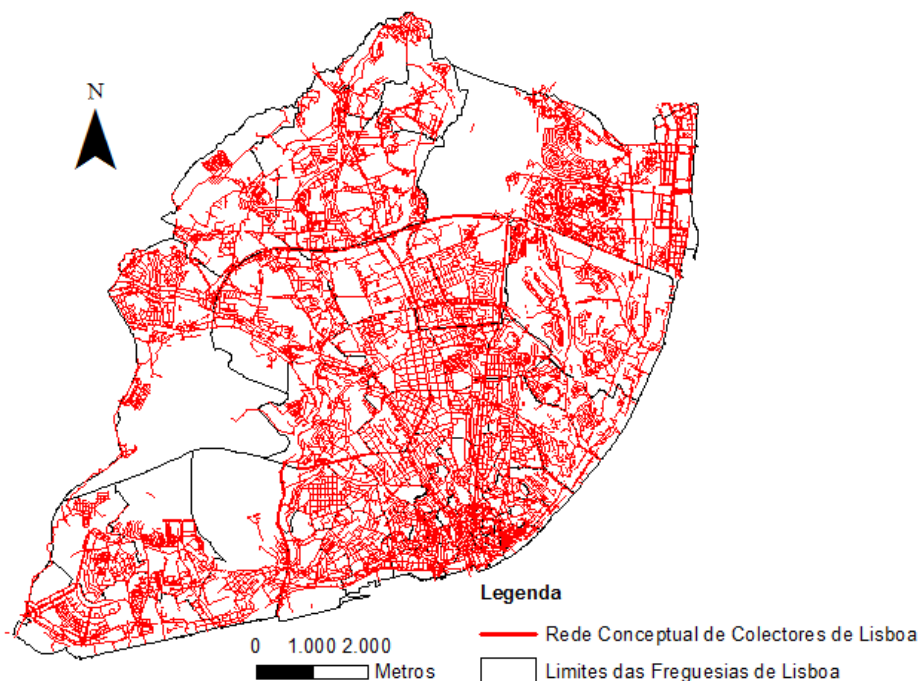 N
Legenda
0 1.000 2.000
Metros
Rede Conceptual de Colectores de Lisboa
Limites das Freguesias de Lisboa